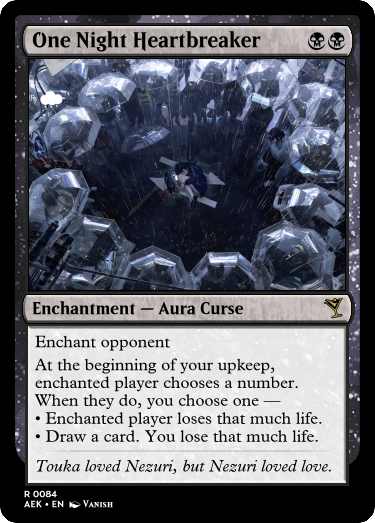 One Night Heartbreaker
Enchantment — Aura Curse
Enchant opponent
At the beginning of your upkeep,
enchanted player chooses a number.
When they do, you choose one —
• Enchanted player loses that much life.
• Draw a card. You lose that much life.
Touka loved Nezuri, but Nezuri loved love.
R 0084
AEK • EN VANISH